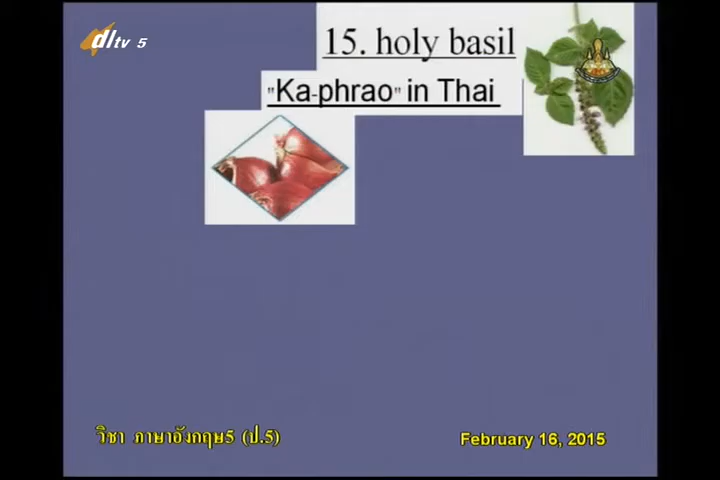 dltv 5
15. holy basil
"Ka-phrao" in Thai
วิชา ภาษาอังกฤษ5 (ป.5)
February 16, 2015